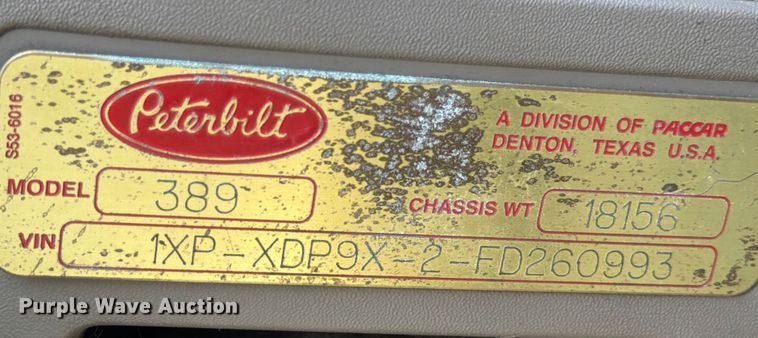 S53-6016
Peterbilt
A DIVISION OF PACCAR
DENTON, TEXAS U.S.A.
MODEL 389
CHASSIS WT 18156
VIN 1XP-XDP9X-2-FD260993
Purple Wave Auction